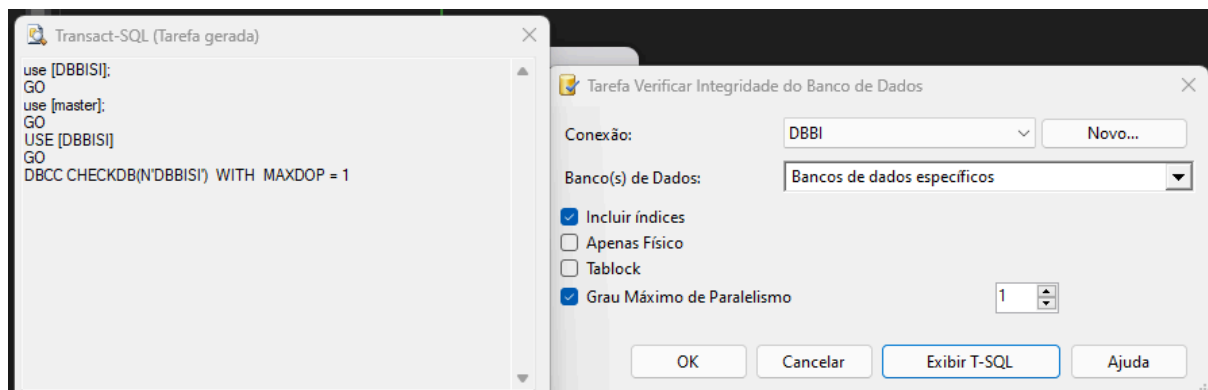 Transact-SQL (Tarefa gerada)
use [DBBISI];
GO
use [master];
GO
USE [DBBISI]
GO
DBCC CHECKDB(N'DBBISI') WITH MAXDOP = 1
Tarefa Verificar Integridade do Banco de Dados
Conexão: DBBI Novo...
Banco(s) de Dados: Bancos de dados específicos
Incluir índices
Apenas Físico
Tablock
Grau Máximo de Paralelismo 1
OK Cancelar Exibir T-SQL Ajuda